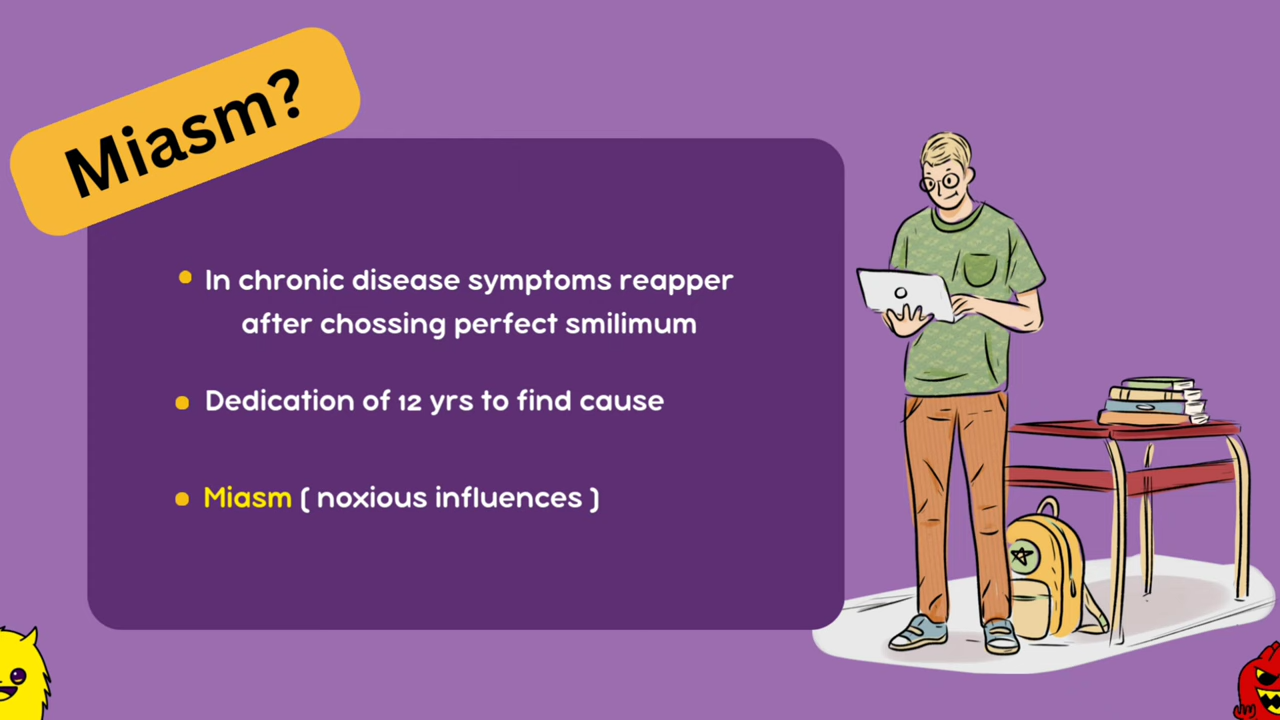 Miasm?
In chronic disease symptoms reapper
after chossing perfect smilimum
Dedication of 12 yrs to find cause
Miasm ( noxious influences )